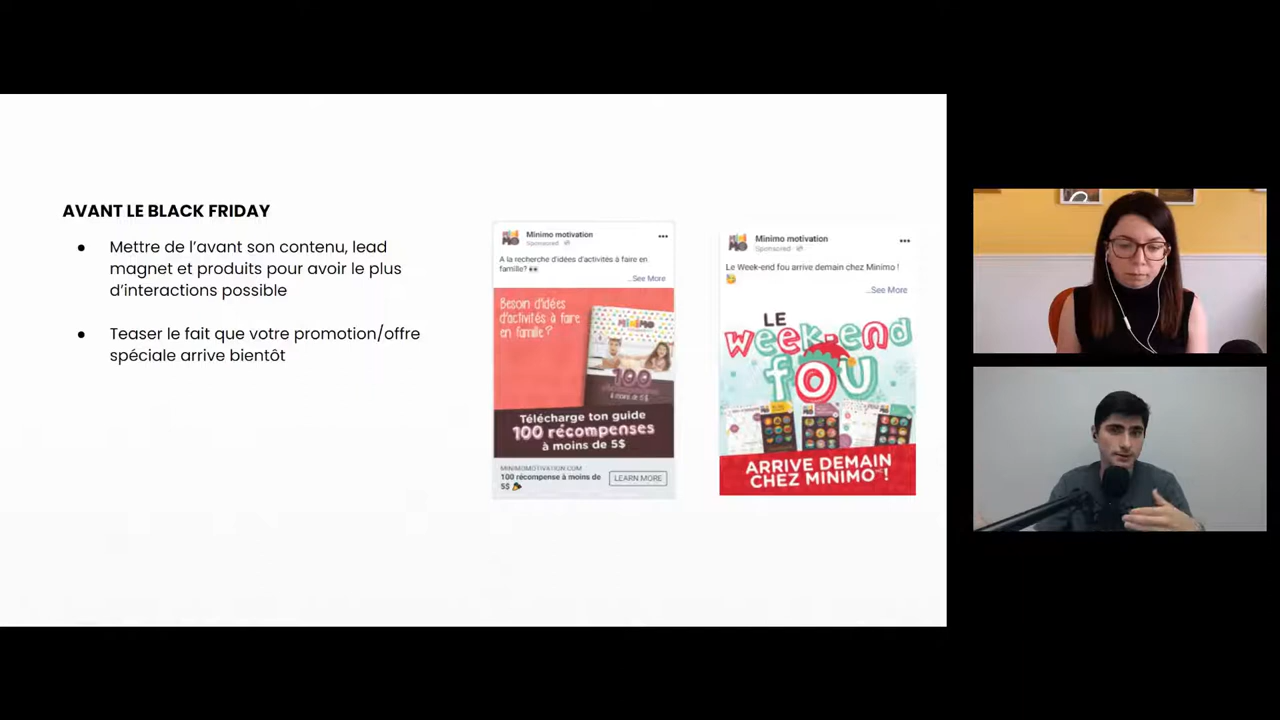 AVANT LE BLACK FRIDAY
● Mettre de l’avant son contenu, lead
magnet et produits pour avoir le plus
d’interactions possible
● Teaser le fait que votre promotion/offre
spéciale arrive bientôt
Minimo motivation
Sponsored
A la recherche d'idées d'activités à faire en
famille? 👀
...See More
Besoin d'idées
d'activités à faire
en famille?
MINIMO
100
à moins de 5$
Télécharge ton guide
100 récompenses
à moins de 5$
MINIMOMOTIVATION.COM
100 récompense à moins de
5$ 🎉
LEARN MORE
Minimo motivation
Sponsored
Le Week-end fou arrive demain chez Minimo !
...See More
LE
week-end
fou
ARRIVE DEMAIN
CHEZ MINIMO !